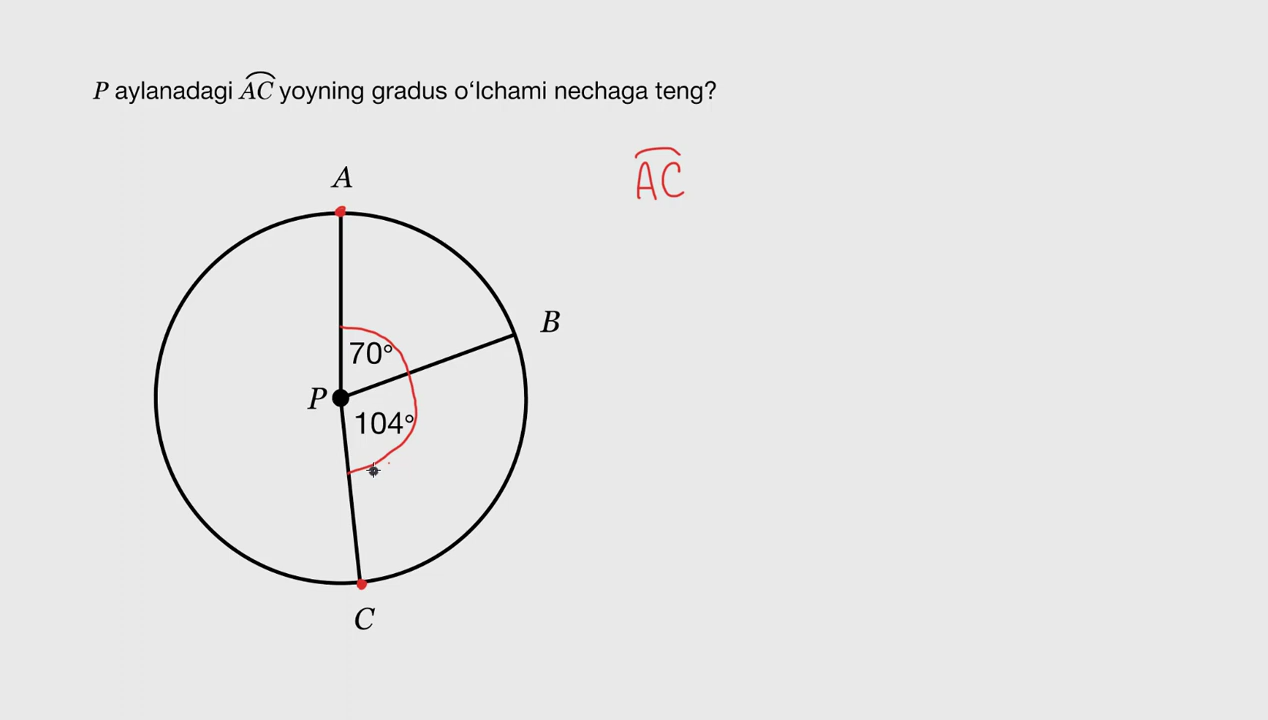 P aylanadagi AC yoyning gradus oʻlchami nechaga teng?
AC
A
B
70°
P
104°
C